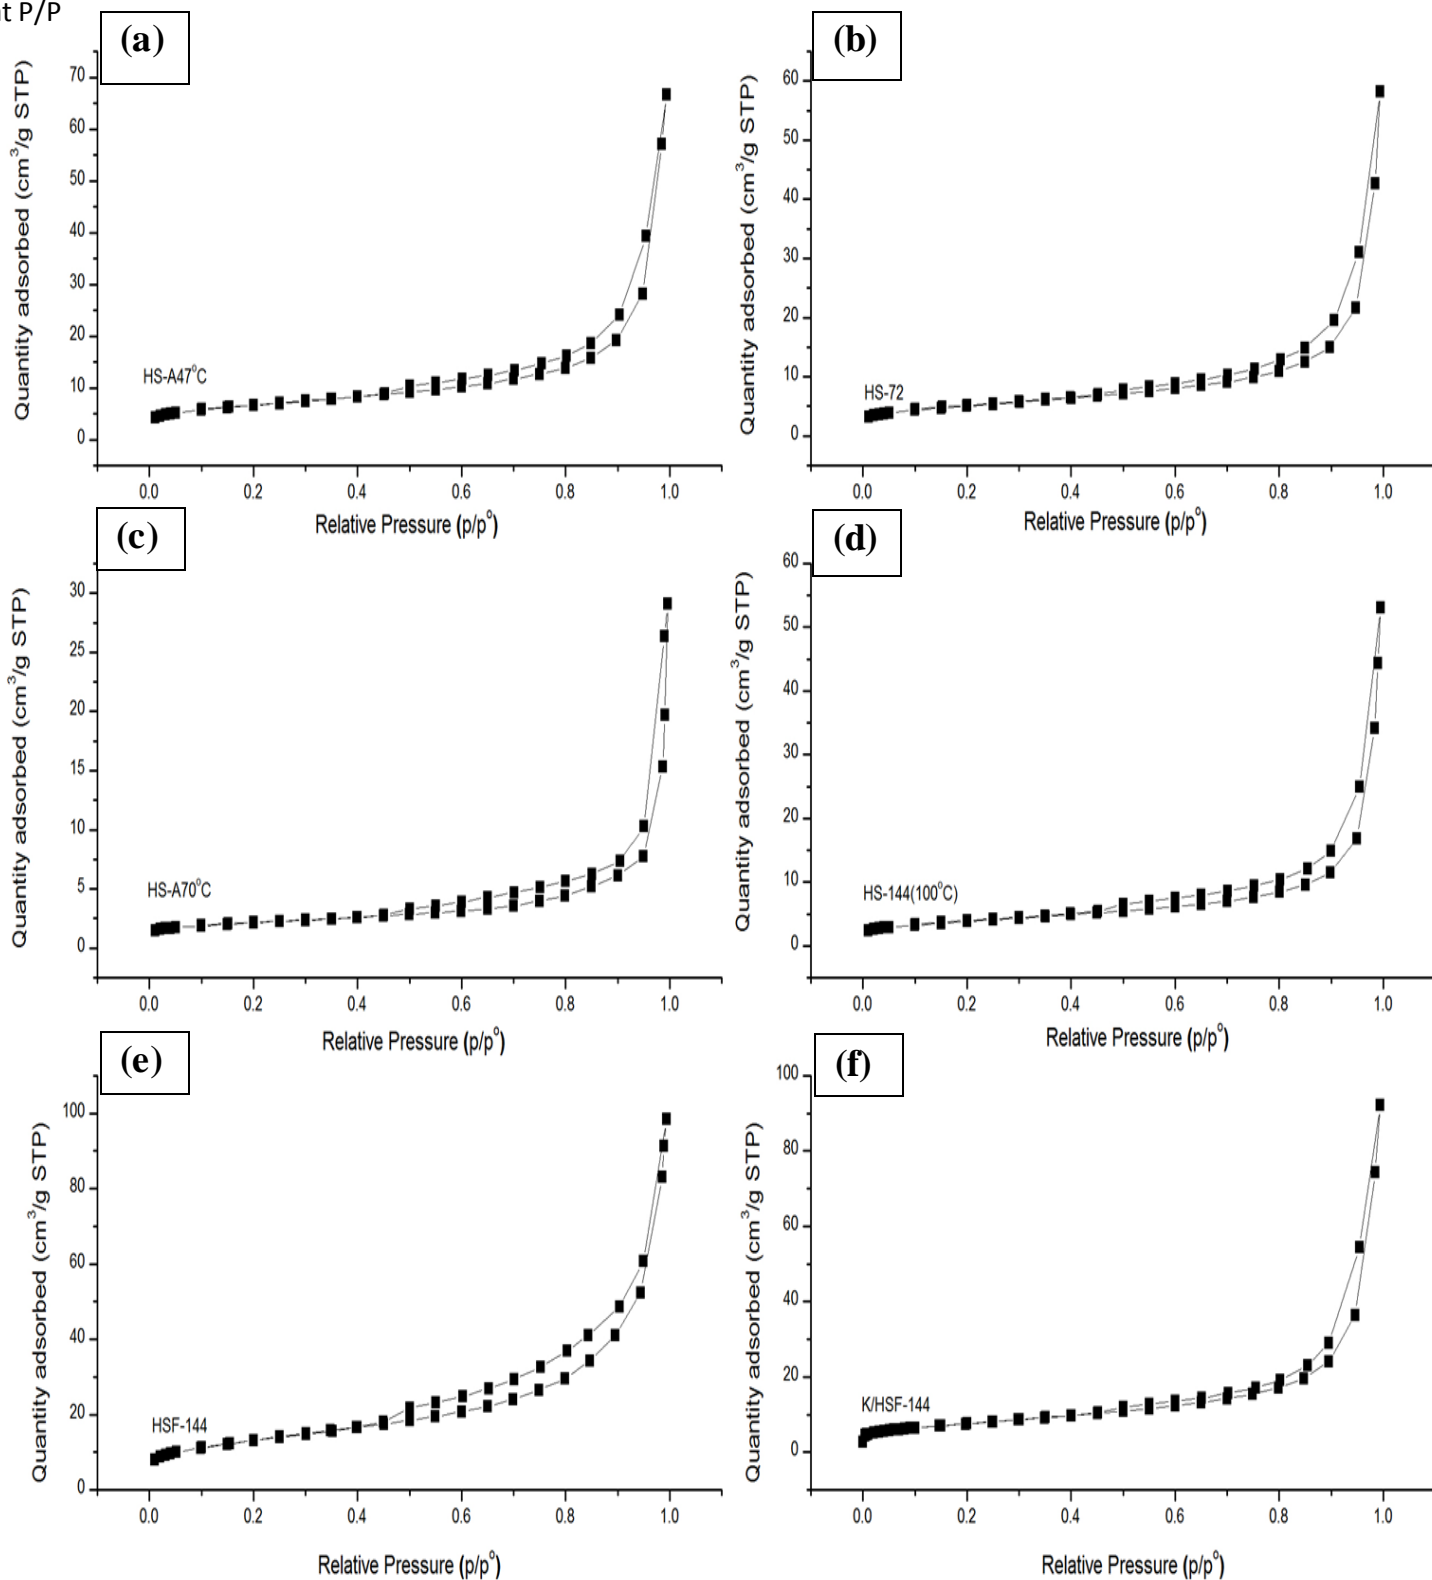 at P/P
(a)
Quantity adsorbed (cm³/g STP)
70
60
50
40
30
20
10
0
HS-A47°C
0.0 0.2 0.4 0.6 0.8 1.0
Relative Pressure (p/p°)
(b)
Quantity adsorbed (cm³/g STP)
60
50
40
30
20
10
0
HS-72
0.0 0.2 0.4 0.6 0.8 1.0
Relative Pressure (p/p°)
(c)
Quantity adsorbed (cm³/g STP)
30
25
20
15
10
5
0
HS-A70°C
0.0 0.2 0.4 0.6 0.8 1.0
Relative Pressure (p/p°)
(d)
Quantity adsorbed (cm³/g STP)
60
50
40
30
20
10
0
HS-144(100°C)
0.0 0.2 0.4 0.6 0.8 1.0
Relative Pressure (p/p°)
(e)
Quantity adsorbed (cm³/g STP)
100
80
60
40
20
0
HSF-144
0.0 0.2 0.4 0.6 0.8 1.0
Relative Pressure (p/p°)
(f)
Quantity adsorbed (cm³/g STP)
100
80
60
40
20
0
K/HSF-144
0.0 0.2 0.4 0.6 0.8 1.0
Relative Pressure (p/p°)